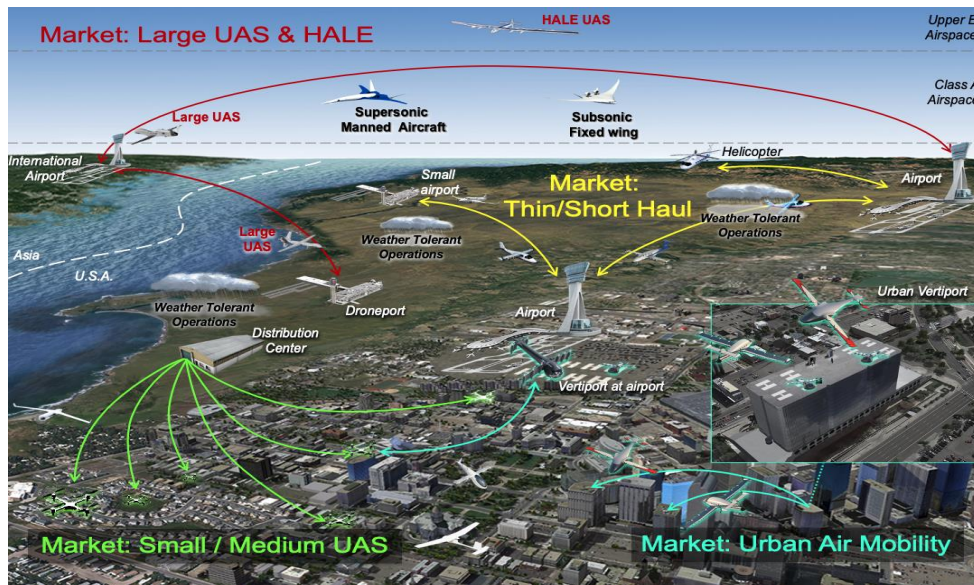 Market: Large UAS & HALE
HALE UAS
Upper E
Airspace
Class A
Airspace
Large UAS
Supersonic
Manned Aircraft
Subsonic
Fixed wing
International
Airport
Small
airport
Helicopter
Airport
Market:
Thin/Short Haul
Weather Tolerant
Operations
Large
UAS
Weather Tolerant
Operations
Asia
U.S.A.
Weather Tolerant
Operations
Droneport
Airport
Urban Vertiport
Distribution
Center
Vertiport at airport
H
H
H
H
Market: Small / Medium UAS
Market: Urban Air Mobility